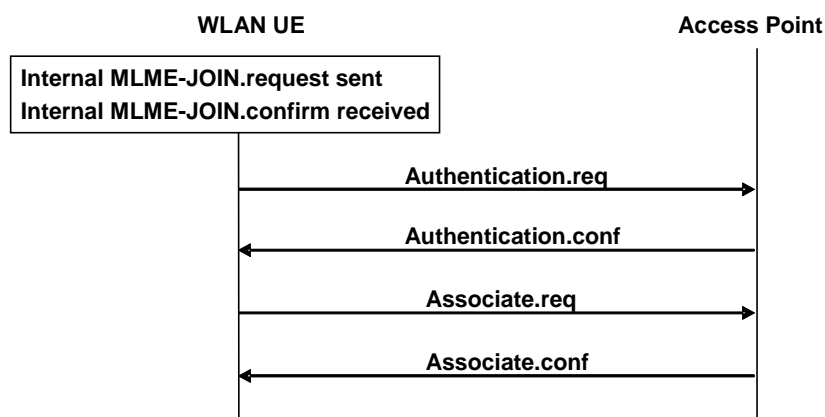 WLAN UE
Access Point
Internal MLME-JOIN.request sent
Internal MLME-JOIN.confirm received
Authentication.req
Authentication.conf
Associate.req
Associate.conf